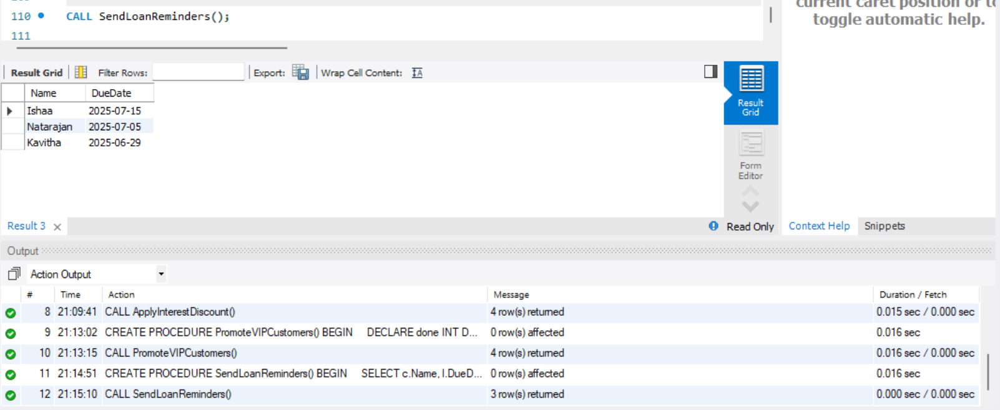 current caret position or to
110 CALL SendLoanReminders();
toggle automatic help.
111
Result Grid Filter Rows: Export: Wrap Cell Content:
Name DueDate
Ishaa 2025-07-15
Natarajan 2025-07-05
Kavitha 2025-06-29
Result
Grid
Form
Editor
Result 3 Read Only Context Help Snippets
Output
Action Output
# Time Action Message Duration / Fetch
8 21:09:41 CALL ApplyInterestDiscount() 4 row(s) returned 0.015 sec / 0.000 sec
9 21:13:02 CREATE PROCEDURE PromoteVIPCustomers() BEGIN DECLARE done INT D... 0 row(s) affected 0.016 sec
10 21:13:15 CALL PromoteVIPCustomers() 4 row(s) returned 0.016 sec / 0.000 sec
11 21:14:51 CREATE PROCEDURE SendLoanReminders() BEGIN SELECT c.Name, l.DueD... 0 row(s) affected 0.016 sec
12 21:15:10 CALL SendLoanReminders() 3 row(s) returned 0.000 sec / 0.000 sec